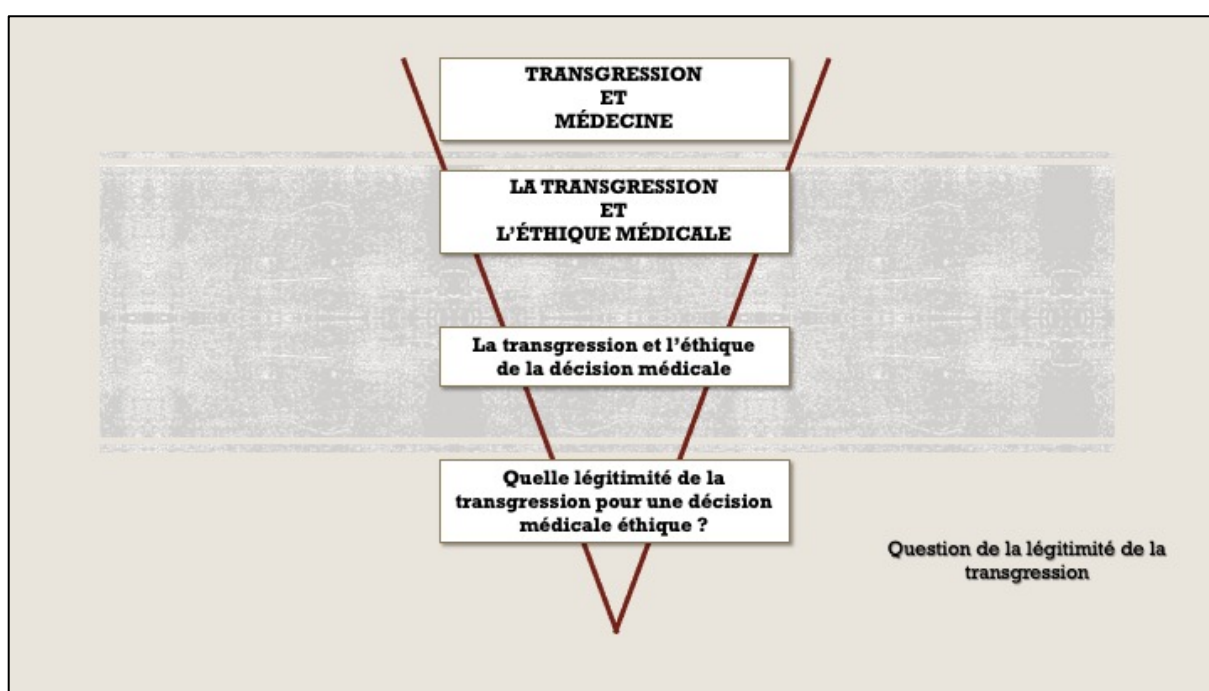 TRANSGRESSION
ET
MÉDECINE
LA TRANSGRESSION
ET
L'ÉTHIQUE MÉDICALE
La transgression et l'éthique
de la décision médicale
Quelle légitimité de la
transgression pour une décision
médicale éthique ?
Question de la légitimité de la
transgression